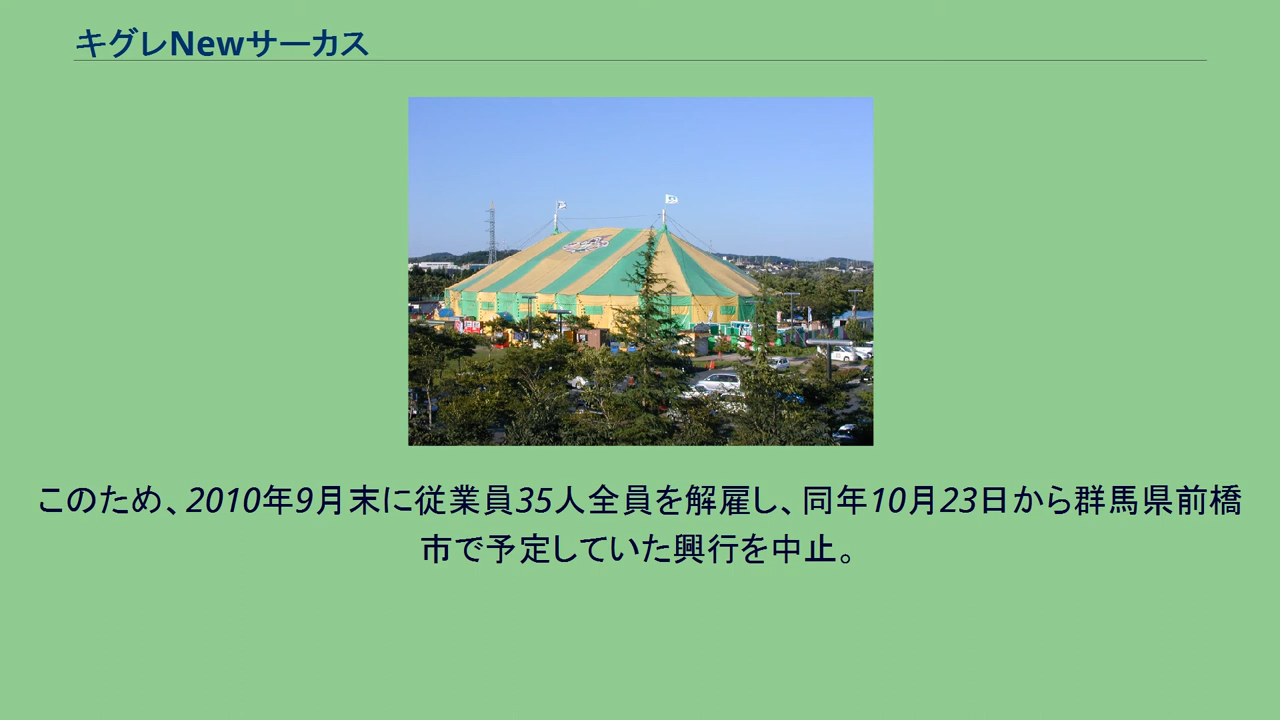 キグレNewサーカス
このため、2010年9月末に従業員35人全員を解雇し、同年10月23日から群馬県前橋
市で予定していた興行を中止。